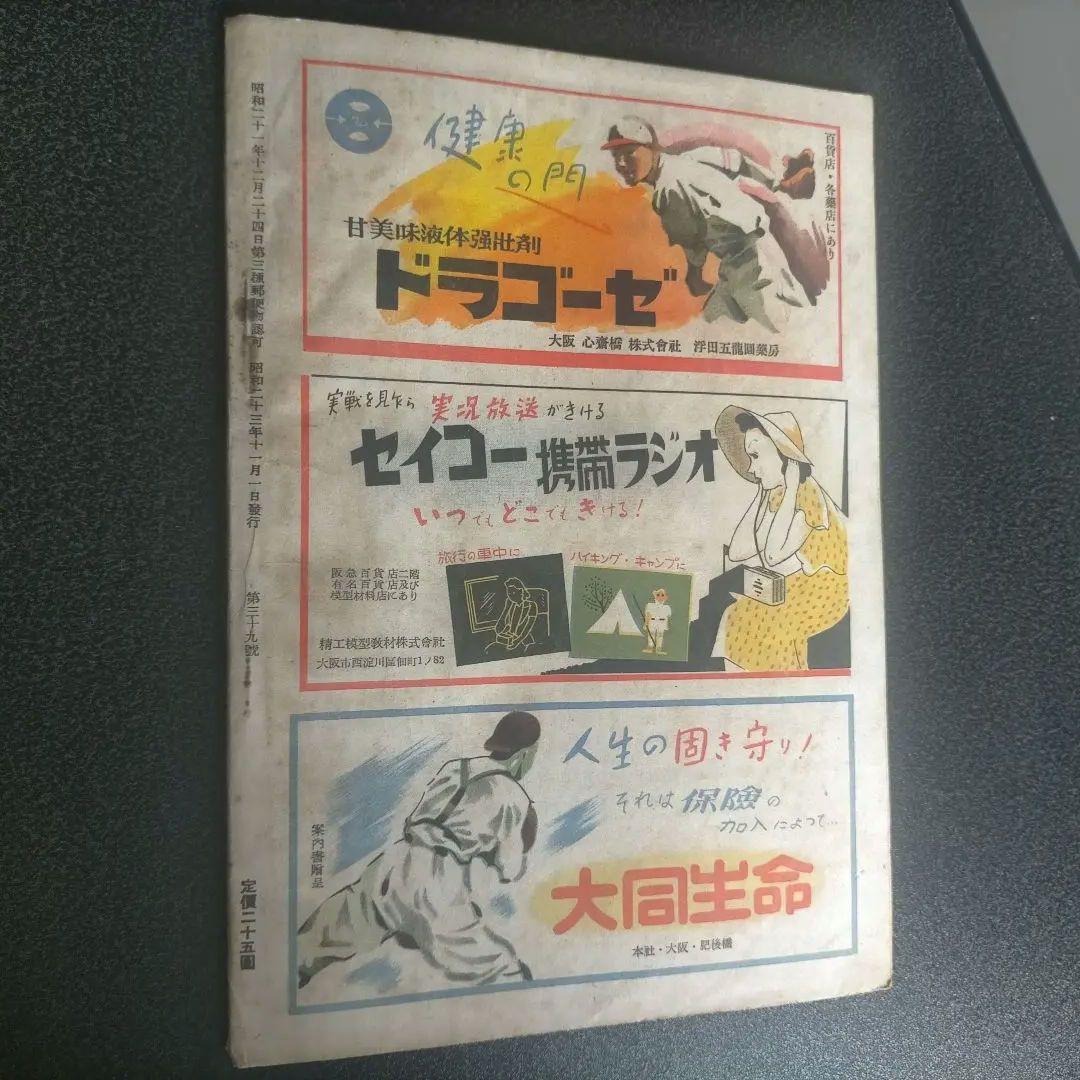 昭和二十一年十二月二十四日第三種郵便物認可 昭和二十三年十一月一日發行 第三十九號
定價二十五圓
健康
の門
百貨店・各藥店にあり
甘美味液体强壯剤
ドラゴーゼ
大阪 心齋橋 株式會社 浮田五龍圓藥房
実戦を見乍ら 実況放送がきける
セイコー携帯ラジオ
いつでもどこでもきける!
旅行の車中に
ハイキング・キャンプに
阪急百貨店二階
有名百貨店及び
模型材料店にあり
精工模型教材株式會社
大阪市西淀川區佃町1ノ82
人生の固き守り!
それは保險の
加入によつて…
案内書贈呈
大同生命
本社・大阪・肥後橋